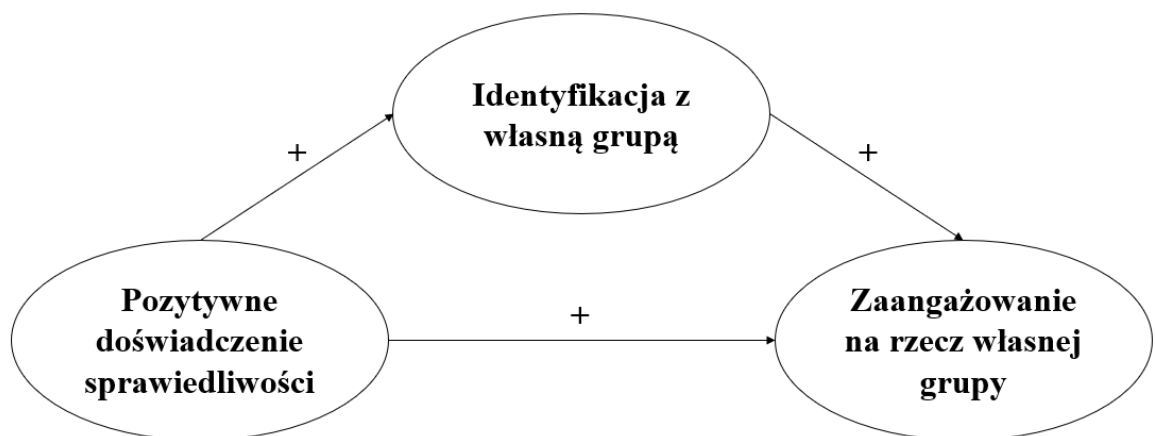 Identyfikacja z
własną grupą
+
+
Pozytywne
doświadczenie
sprawiedliwości
+
Zaangażowanie
na rzecz własnej
grupy